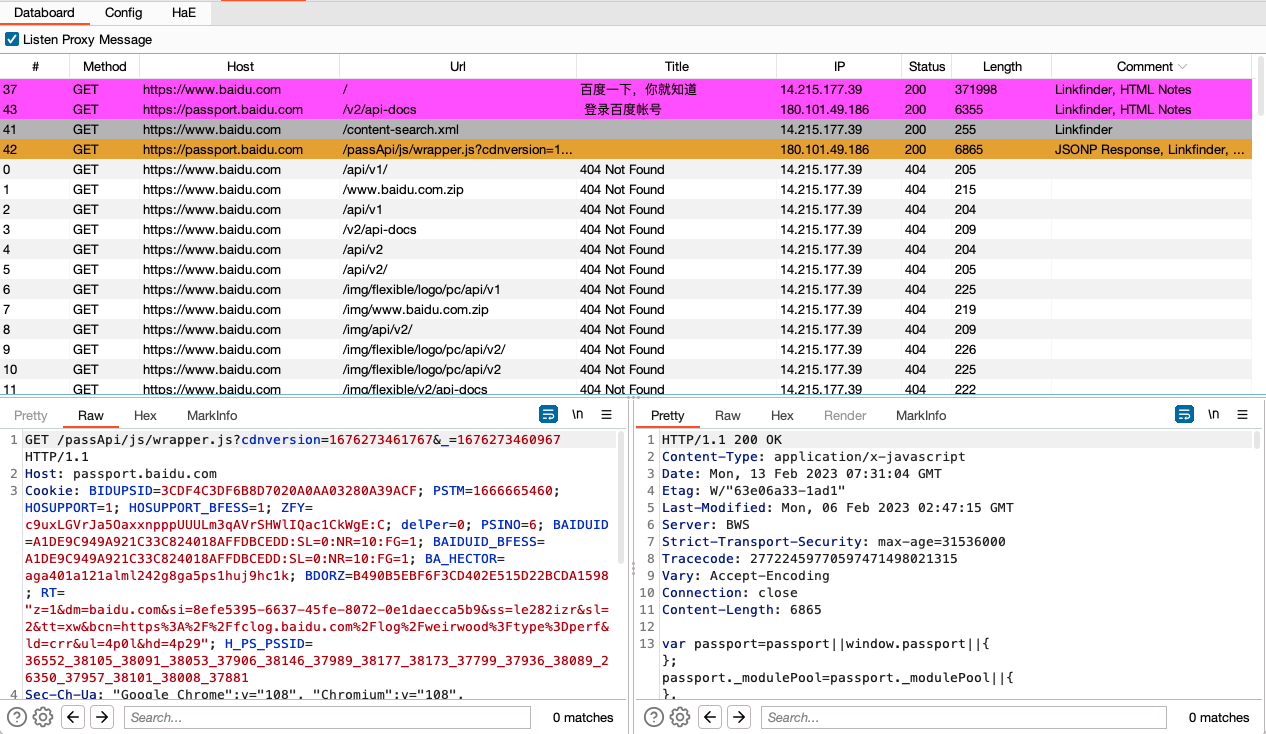 Databoard Config HaE
Listen Proxy Message
# Method Host Url Title IP Status Length Comment
37 GET https://www.baidu.com / 百度一下，你就知道 14.215.177.39 200 371998 Linkfinder, HTML Notes
43 GET https://passport.baidu.com /v2/api-docs 登录百度帐号 180.101.49.186 200 6355 Linkfinder, HTML Notes
41 GET https://www.baidu.com /content-search.xml 14.215.177.39 200 255 Linkfinder
42 GET https://passport.baidu.com /passApi/js/wrapper.js?cdnversion=1... 180.101.49.186 200 6865 JSONP Response, Linkfinder, ...
0 GET https://www.baidu.com /api/v1/ 404 Not Found 14.215.177.39 404 205
1 GET https://www.baidu.com /www.baidu.com.zip 404 Not Found 14.215.177.39 404 215
2 GET https://www.baidu.com /api/v1 404 Not Found 14.215.177.39 404 204
3 GET https://www.baidu.com /v2/api-docs 404 Not Found 14.215.177.39 404 209
4 GET https://www.baidu.com /api/v2 404 Not Found 14.215.177.39 404 204
5 GET https://www.baidu.com /api/v2/ 404 Not Found 14.215.177.39 404 205
6 GET https://www.baidu.com /img/flexible/logo/pc/api/v1 404 Not Found 14.215.177.39 404 225
7 GET https://www.baidu.com /img/www.baidu.com.zip 404 Not Found 14.215.177.39 404 219
8 GET https://www.baidu.com /img/api/v2/ 404 Not Found 14.215.177.39 404 209
9 GET https://www.baidu.com /img/flexible/logo/pc/api/v2/ 404 Not Found 14.215.177.39 404 226
10 GET https://www.baidu.com /img/flexible/logo/pc/api/v2 404 Not Found 14.215.177.39 404 225
11 GET https://www.baidu.com /img/flexible/v2/api-docs 404 Not Found 14.215.177.39 404 222
Pretty Raw Hex MarkInfo \n
1 GET /passApi/js/wrapper.js?cdnversion=1676273461767&_=1676273460967
HTTP/1.1
2 Host: passport.baidu.com
3 Cookie: BIDUPSID=3CDF4C3DF6B8D7020A0AA03280A39ACF; PSTM=1666665460;
HOSUPPORT=1; HOSUPPORT_BFESS=1; ZFY=
c9uxLGVrJa5OaxxnpppUUULm3qAVrSHWlIQac1CkWgE:C; delPer=0; PSINO=6; BAIDUID
=A1DE9C949A921C33C824018AFFDBCEDD:SL=0:NR=10:FG=1; BAIDUID_BFESS=
A1DE9C949A921C33C824018AFFDBCEDD:SL=0:NR=10:FG=1; BA_HECTOR=
aga401a121alml242g8ga5ps1huj9hc1k; BDORZ=B490B5EBF6F3CD402E515D22BCDA1598
; RT=
"z=1&dm=baidu.com&si=8efe5395-6637-45fe-8072-0e1daecca5b9&ss=le282izr&sl=
2&tt=xw&bcn=https%3A%2F%2Ffclog.baidu.com%2Flog%2Fweirwood%3Ftype%3Dperf&
ld=crr&ul=4p0l&hd=4p29"; H_PS_PSSID=
36552_38105_38091_38053_37906_38146_37989_38177_38173_37799_37936_38089_2
6350_37957_38101_38008_37881
4 Sec-Ch-Ua: "Google Chrome";v="108", "Chromium";v="108",
Search... 0 matches
Pretty Raw Hex Render MarkInfo \n
1 HTTP/1.1 200 OK
2 Content-Type: application/x-javascript
3 Date: Mon, 13 Feb 2023 07:31:04 GMT
4 Etag: W/"63e06a33-1ad1"
5 Last-Modified: Mon, 06 Feb 2023 02:47:15 GMT
6 Server: BWS
7 Strict-Transport-Security: max-age=31536000
8 Tracecode: 27722459770597471498021315
9 Vary: Accept-Encoding
10 Connection: close
11 Content-Length: 6865
12
13 var passport=passport||window.passport||{
};
passport._modulePool=passport._modulePool||{
},
Search... 0 matches